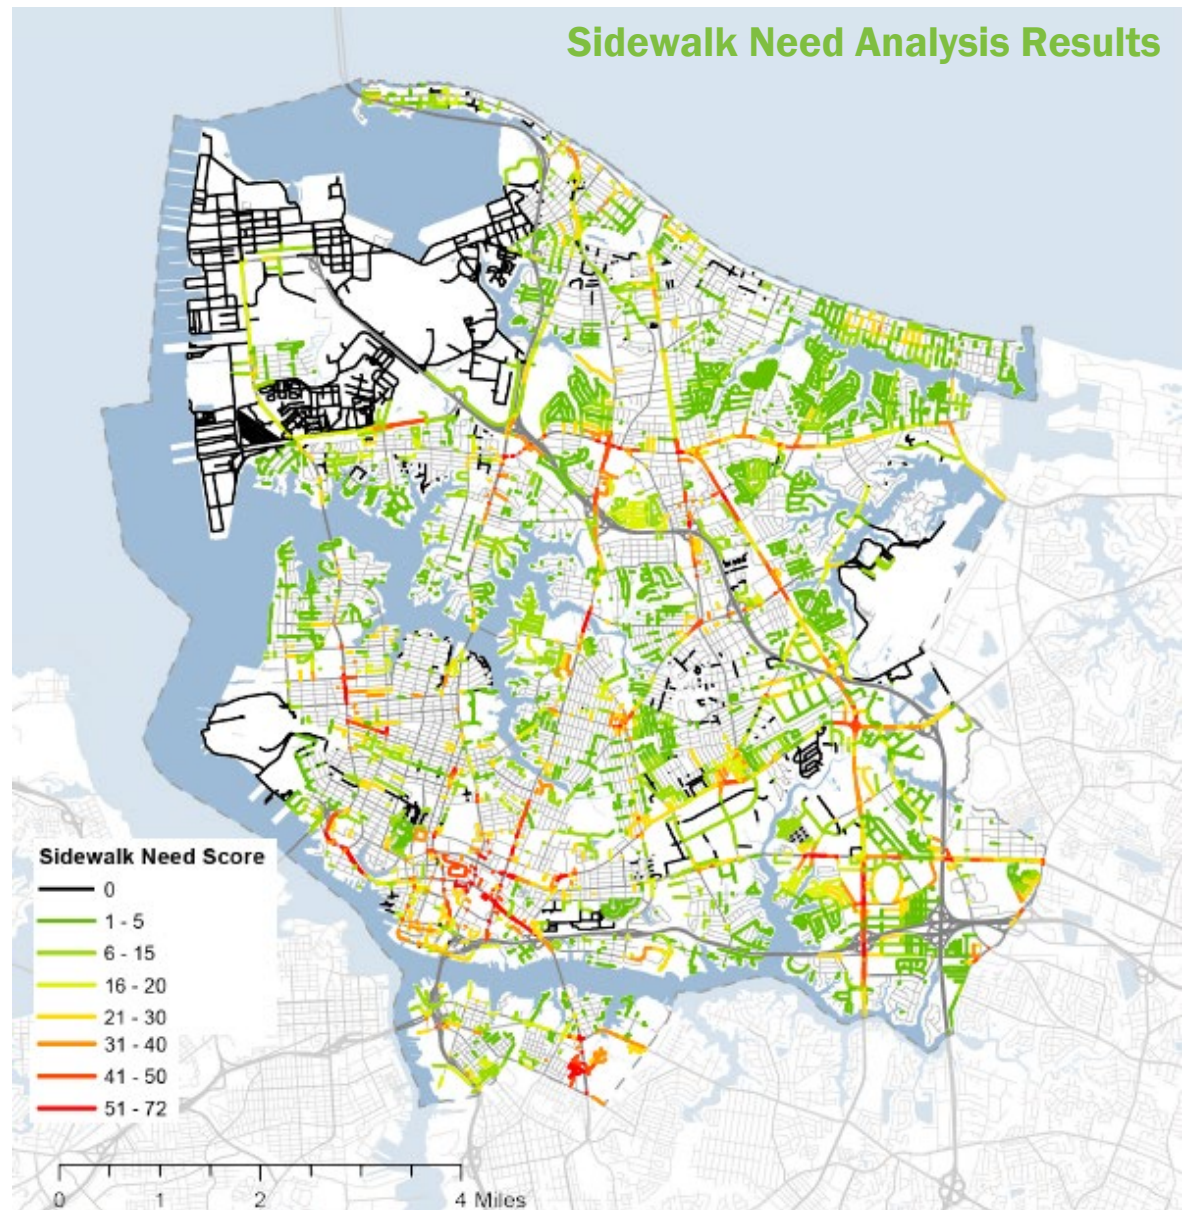 Sidewalk Need Analysis Results
Sidewalk Need Score
0
1 - 5
6 - 15
16 - 20
21 - 30
31 - 40
41 - 50
51 - 72
0 1 2 4 Miles